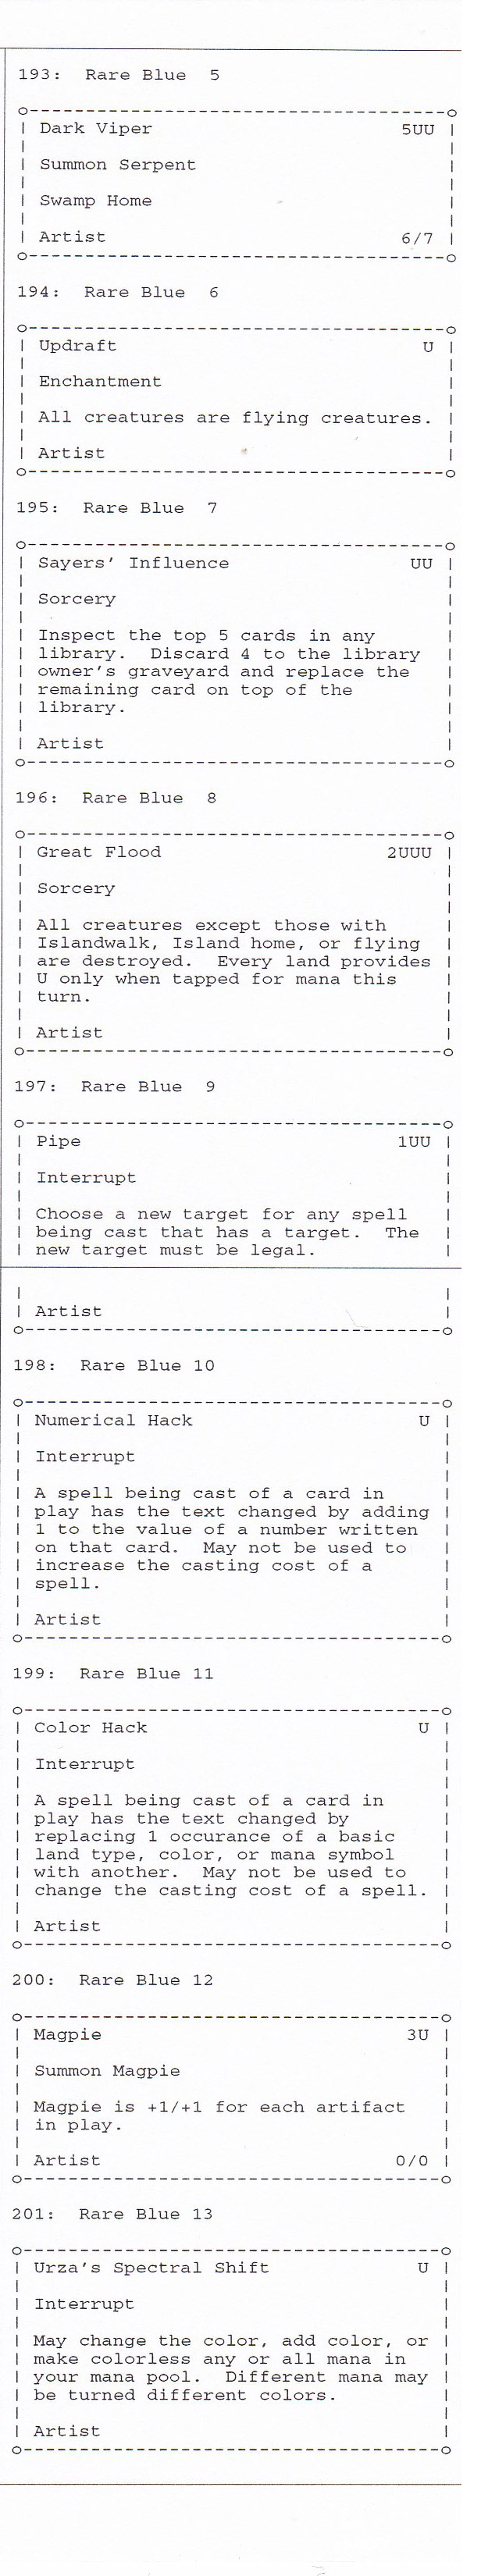 193:  Rare Blue  5
o----------------------------------o
| Dark Viper                   5UU |
|                                  |
| Summon Serpent                   |
|                                  |
| Swamp Home                       |
|                                  |
| Artist                       6/7 |
o----------------------------------o
194:  Rare Blue  6
o----------------------------------o
| Updraft                        U |
|                                  |
| Enchantment                      |
|                                  |
| All creatures are flying creatures. |
|                                  |
| Artist                           |
o----------------------------------o
195:  Rare Blue  7
o----------------------------------o
| Sayers' Influence             UU |
|                                  |
| Sorcery                          |
|                                  |
| Inspect the top 5 cards in any   |
| library.  Discard 4 to the library |
| owner's graveyard and replace the |
| remaining card on top of the     |
| library.                         |
|                                  |
| Artist                           |
o----------------------------------o
196:  Rare Blue  8
o----------------------------------o
| Great Flood                 2UUU |
|                                  |
| Sorcery                          |
|                                  |
| All creatures except those with  |
| Islandwalk, Island home, or flying |
| are destroyed.  Every land provides |
| U only when tapped for mana this |
| turn.                            |
|                                  |
| Artist                           |
o----------------------------------o
197:  Rare Blue  9
o----------------------------------o
| Pipe                         1UU |
|                                  |
| Interrupt                        |
|                                  |
| Choose a new target for any spell |
| being cast that has a target.  The |
| new target must be legal.        |
|                                  |
| Artist                           |
o----------------------------------o
198:  Rare Blue 10
o----------------------------------o
| Numerical Hack                 U |
|                                  |
| Interrupt                        |
|                                  |
| A spell being cast of a card in  |
| play has the text changed by adding |
| 1 to the value of a number written |
| on that card.  May not be used to |
| increase the casting cost of a   |
| spell.                           |
|                                  |
| Artist                           |
o----------------------------------o
199:  Rare Blue 11
o----------------------------------o
| Color Hack                     U |
|                                  |
| Interrupt                        |
|                                  |
| A spell being cast of a card in  |
| play has the text changed by     |
| replacing 1 occurance of a basic |
| land type, color, or mana symbol |
| with another.  May not be used to |
| change the casting cost of a spell. |
|                                  |
| Artist                           |
o----------------------------------o
200:  Rare Blue 12
o----------------------------------o
| Magpie                        3U |
|                                  |
| Summon Magpie                    |
|                                  |
| Magpie is +1/+1 for each artifact |
| in play.                         |
|                                  |
| Artist                       0/0 |
o----------------------------------o
201:  Rare Blue 13
o----------------------------------o
| Urza's Spectral Shift          U |
|                                  |
| Interrupt                        |
|                                  |
| May change the color, add color, or |
| make colorless any or all mana in |
| your mana pool.  Different mana may |
| be turned different colors.      |
|                                  |
| Artist                           |
o----------------------------------o